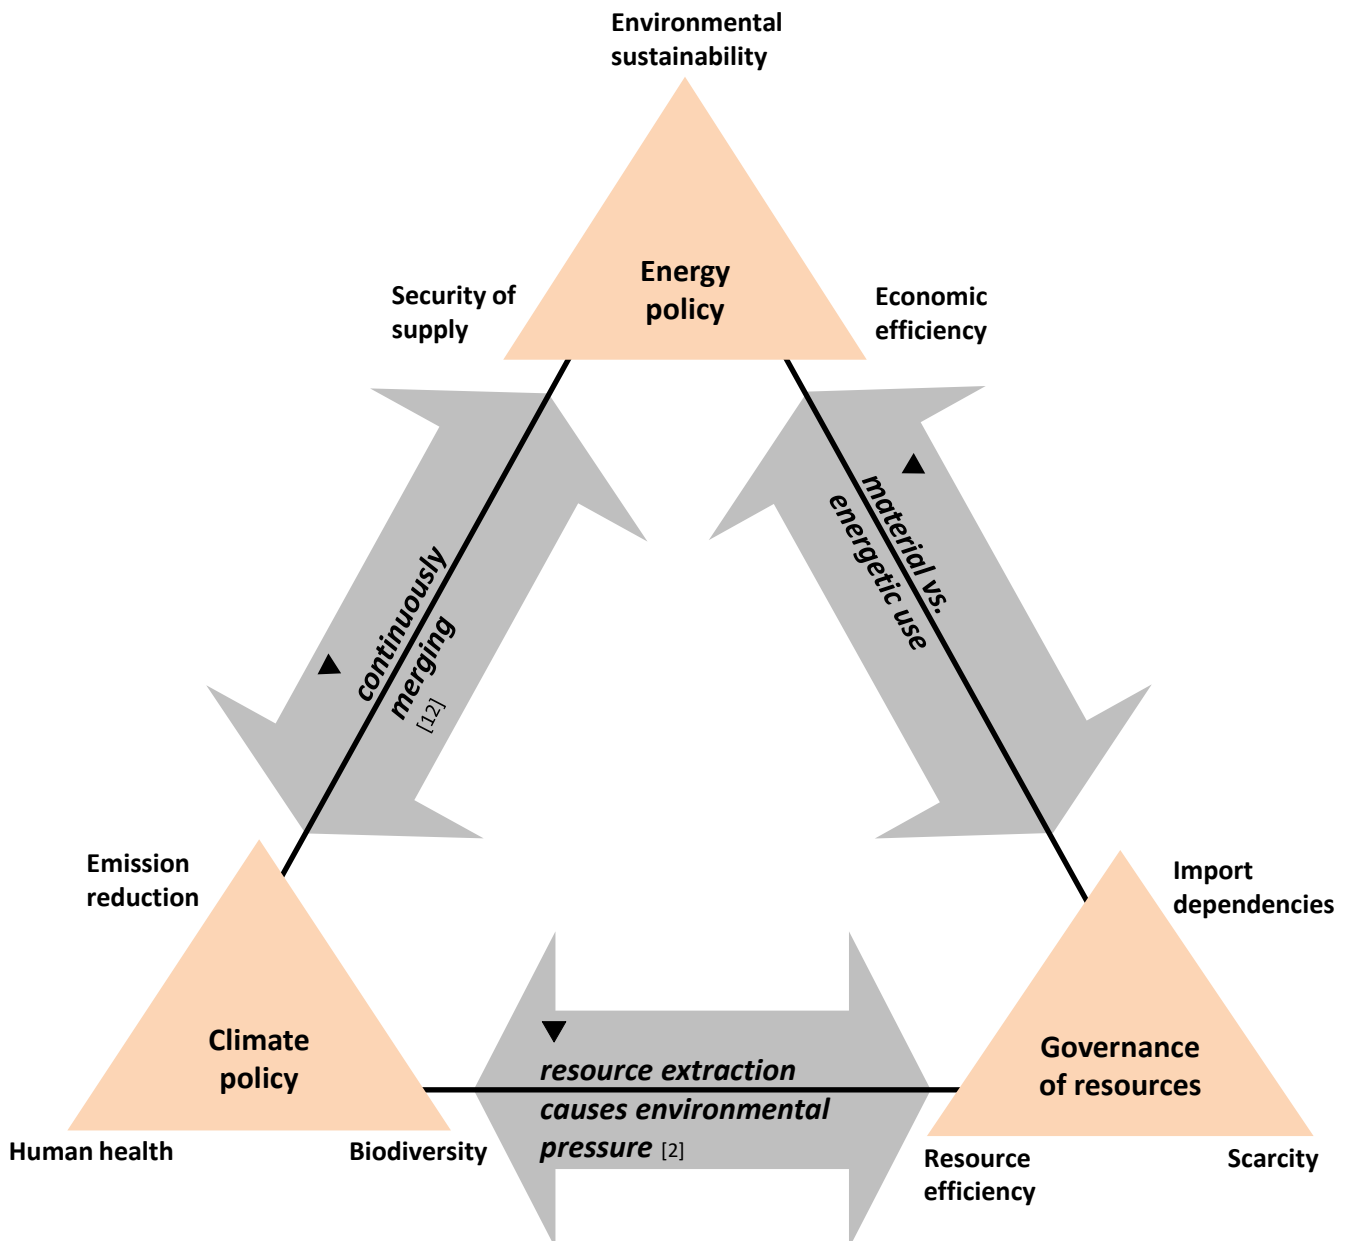 Environmental
sustainability
Energy
policy
Security of
supply
Economic
efficiency
continuously
merging
[12]
material vs.
energetic use
Emission
reduction
Import
dependencies
Climate
policy
Governance
of resources
resource extraction
causes environmental
pressure [2]
Human health
Biodiversity
Resource
efficiency
Scarcity